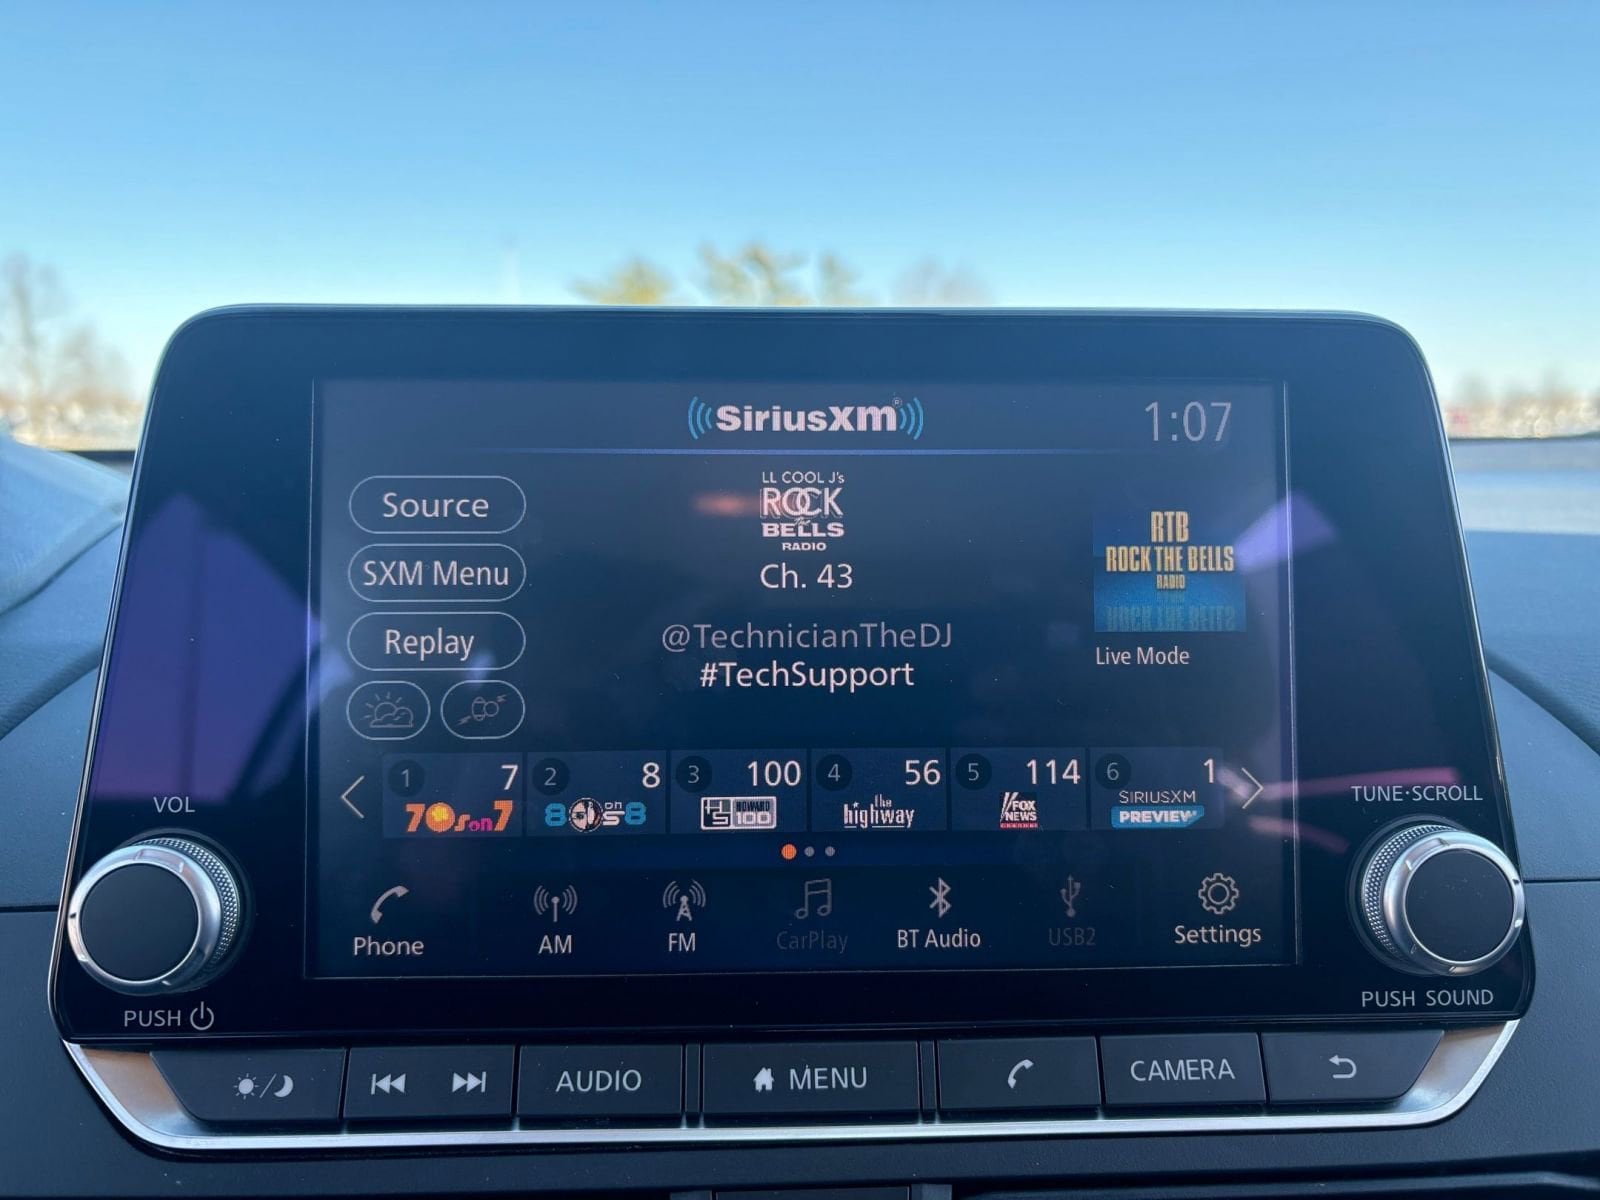 SiriusXM®
1:07
Source
SXM Menu
Replay
LL COOL J's
ROCK
The
BELLS
RADIO
Ch. 43
@TechnicianTheDJ
#TechSupport
RTB
ROCK THE BELLS
RADIO
Live Mode
1 7
70s on 7
2 8
80s on 8
3 100
HOWARD
100
4 56
the
highway
5 114
FOX
NEWS
6 1
SIRIUSXM
PREVIEW
Phone
AM
FM
CarPlay
BT Audio
USB2
Settings
VOL
PUSH
TUNE·SCROLL
PUSH SOUND
AUDIO
MENU
CAMERA